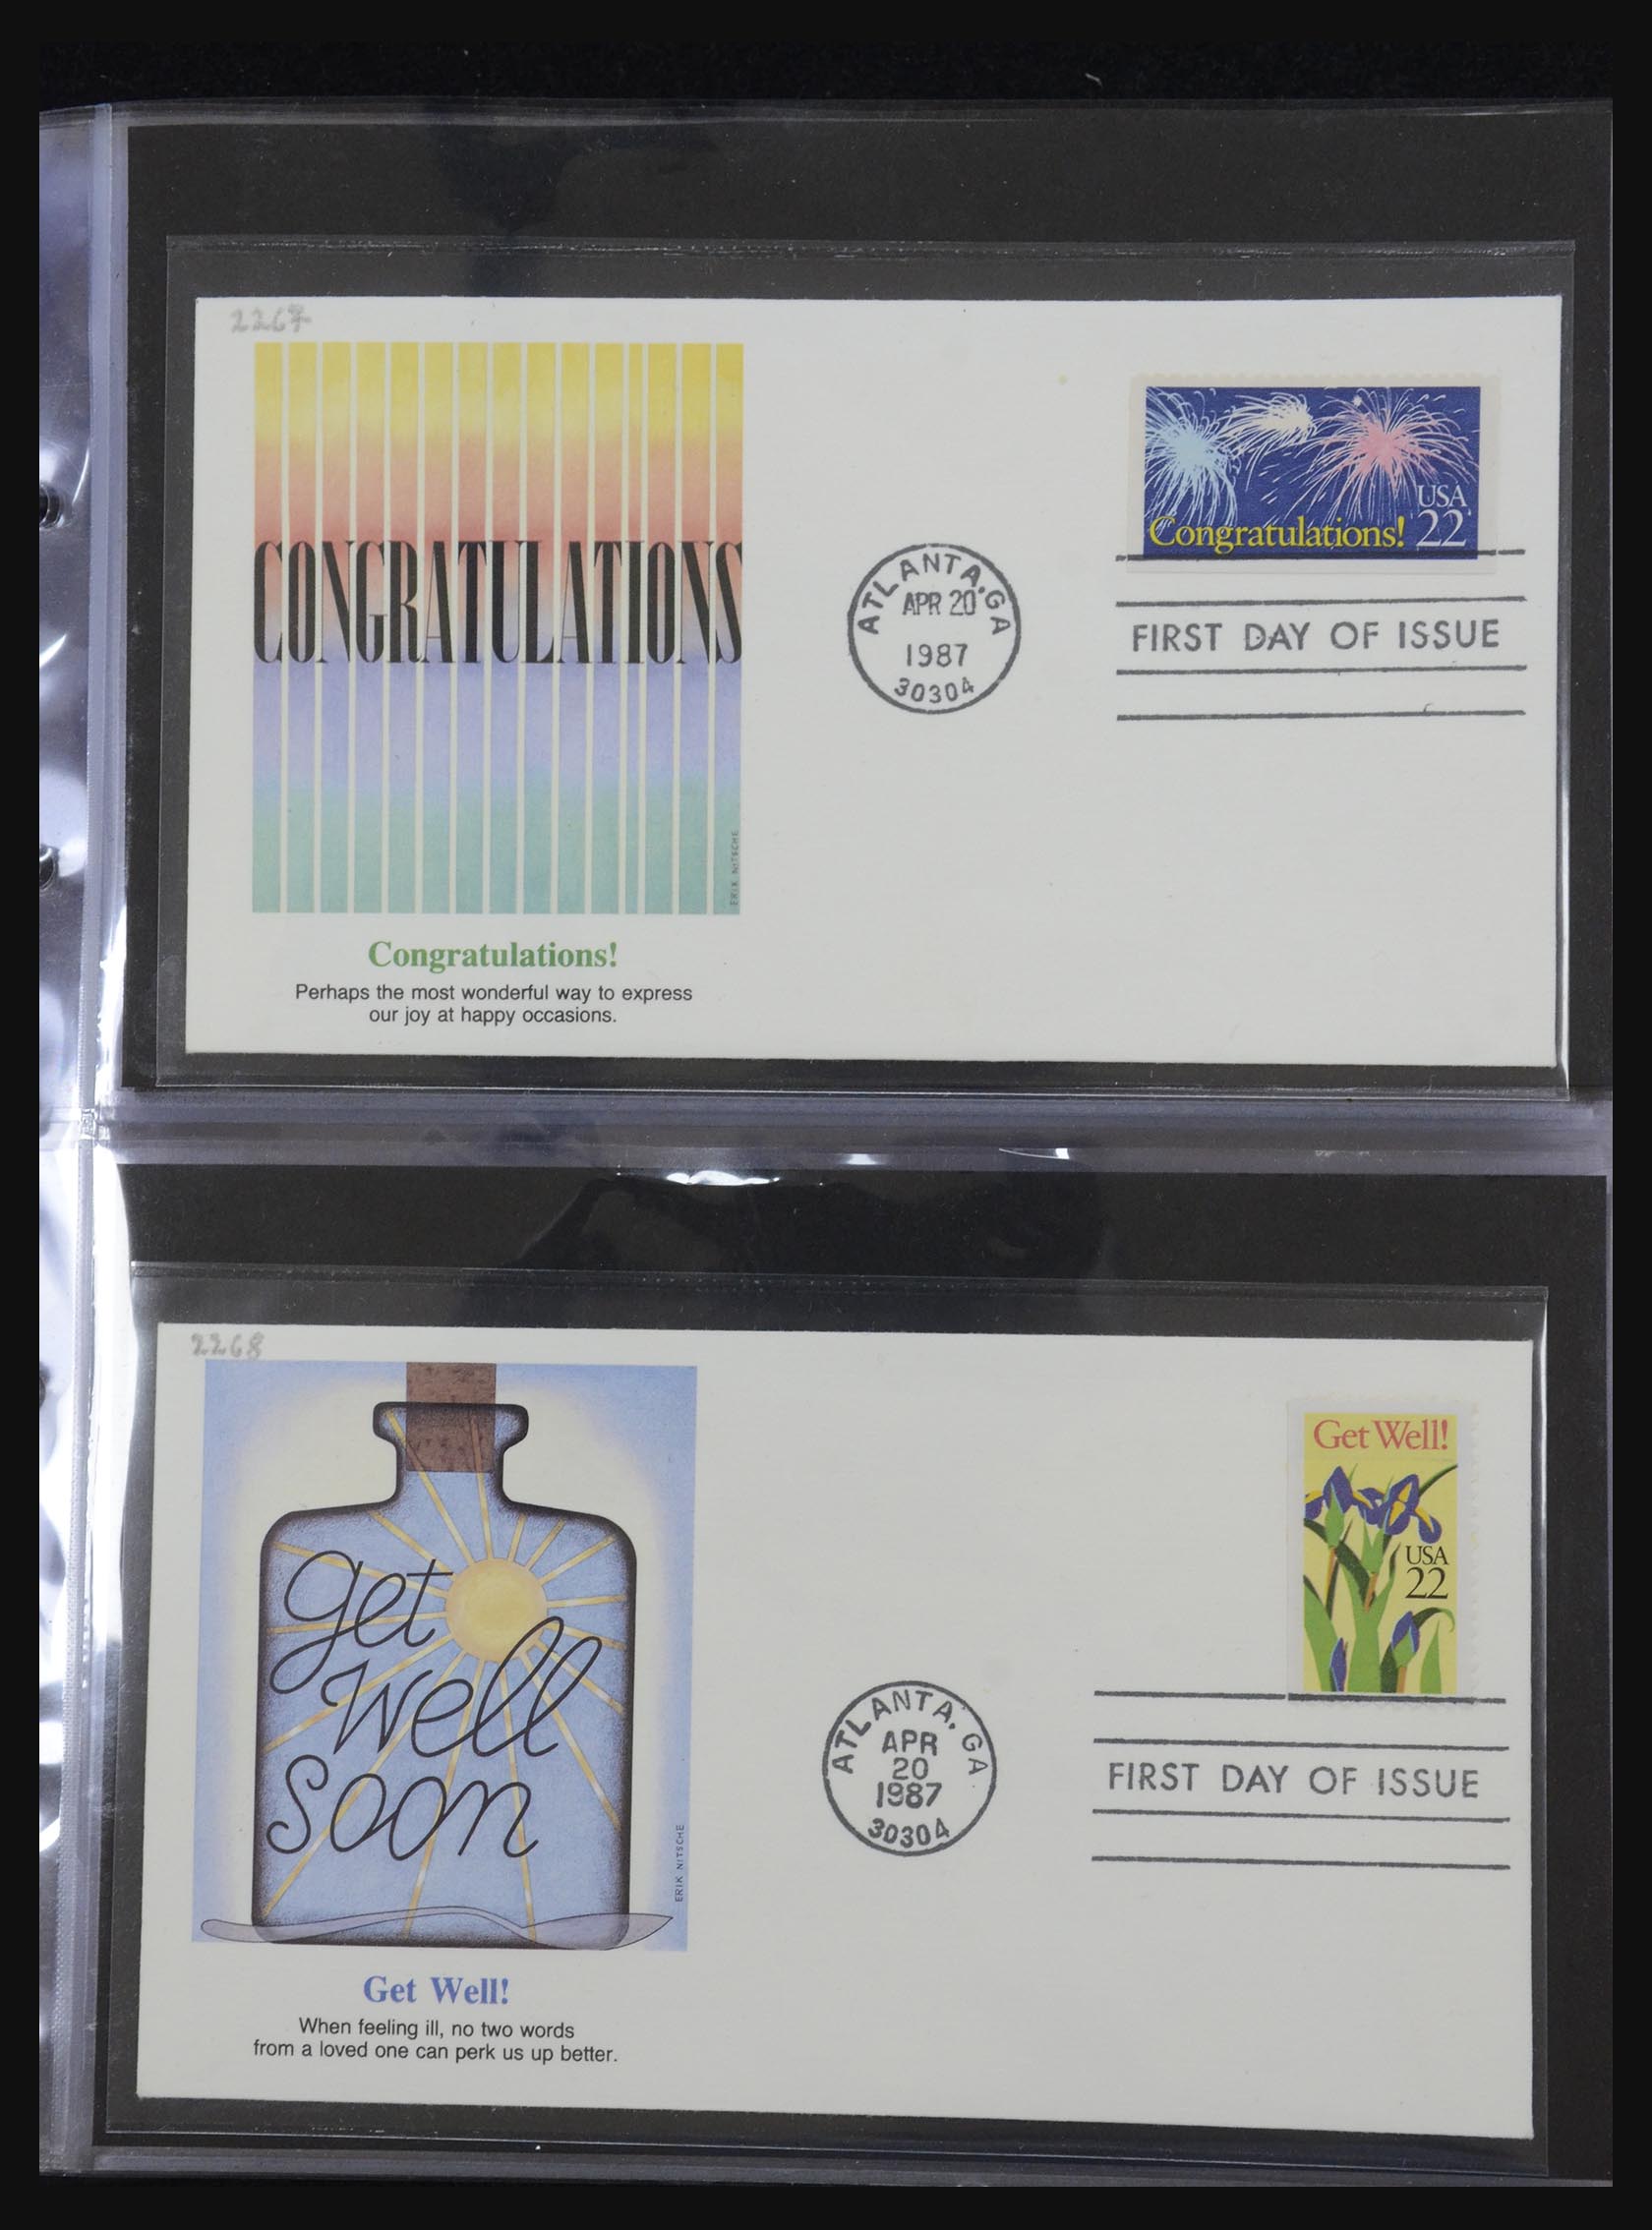 2267
CONGRATULATIONS
ERIK NITSCHE
Congratulations!
Perhaps the most wonderful way to express
our joy at happy occasions.
ATLANTA, GA
APR 20
1987
30304
USA
Congratulations! 22
FIRST DAY OF ISSUE
2268
get
well
soon
ERIK NITSCHE
Get Well!
When feeling ill, no two words
from a loved one can perk us up better.
ATLANTA, GA
APR
20
1987
30304
Get Well!
USA
22
FIRST DAY OF ISSUE